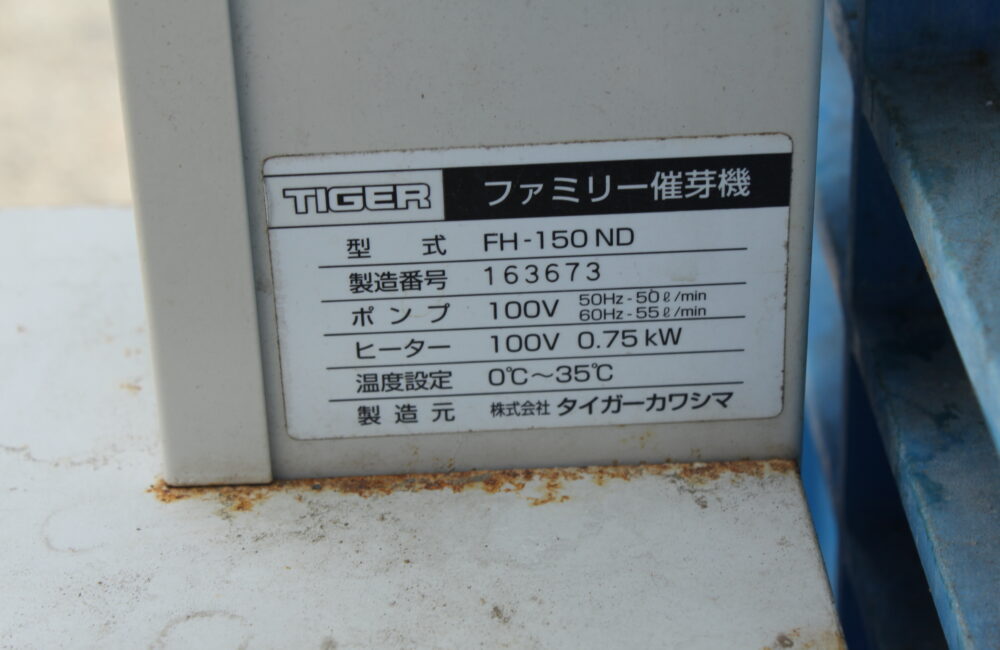 TIGER ファミリー催芽機
型 式 FH-150 ND
製造番号 163673
ポンプ 100V 50Hz-50ℓ/min
60Hz-55ℓ/min
ヒーター 100V 0.75kW
温度設定 0℃~35℃
製造元 株式会社 タイガーカワシマ